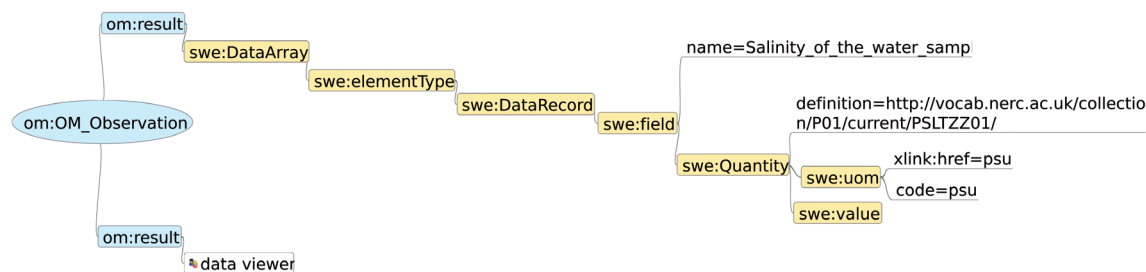 om:result
swe:DataArray
name=Salinity_of_the_water_samp
swe:elementType
swe:DataRecord
definition=http://vocab.nerc.ac.uk/collectio
n/P01/current/PSLTZZ01/
om:OM_Observation
swe:field
swe:Quantity
xlink:href=psu
swe:uom
code=psu
swe:value
om:result
data viewer